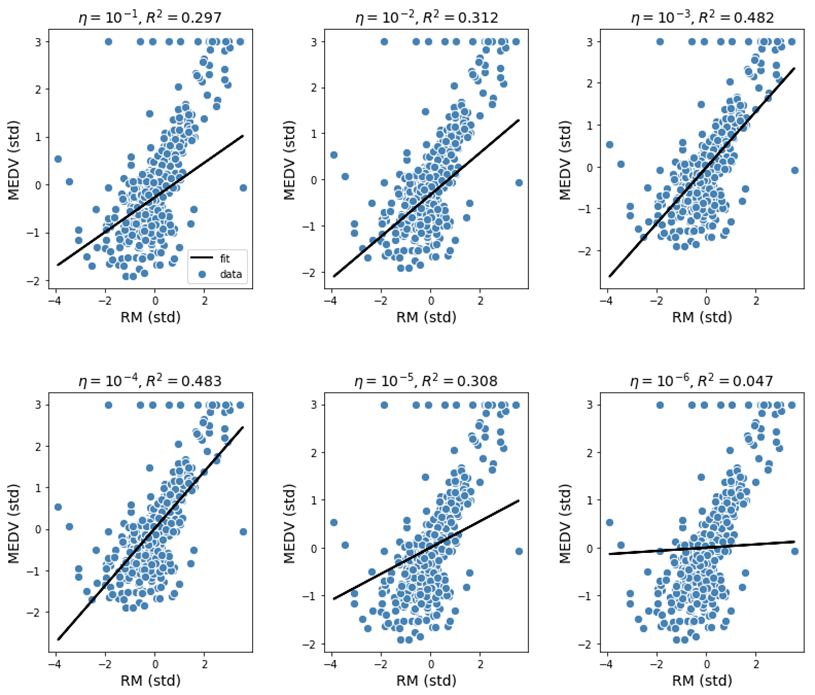 η = 10⁻¹, R² = 0.297
η = 10⁻², R² = 0.312
η = 10⁻³, R² = 0.482
MEDV (std)
3
2
1
0
−1
−2
fit
data
−4 −2 0 2
RM (std)
MEDV (std)
3
2
1
0
−1
−2
−4 −2 0 2
RM (std)
MEDV (std)
3
2
1
0
−1
−2
−4 −2 0 2
RM (std)
η = 10⁻⁴, R² = 0.483
η = 10⁻⁵, R² = 0.308
η = 10⁻⁶, R² = 0.047
MEDV (std)
3
2
1
0
−1
−2
−4 −2 0 2
RM (std)
MEDV (std)
3
2
1
0
−1
−2
−4 −2 0 2
RM (std)
MEDV (std)
3
2
1
0
−1
−2
−4 −2 0 2
RM (std)